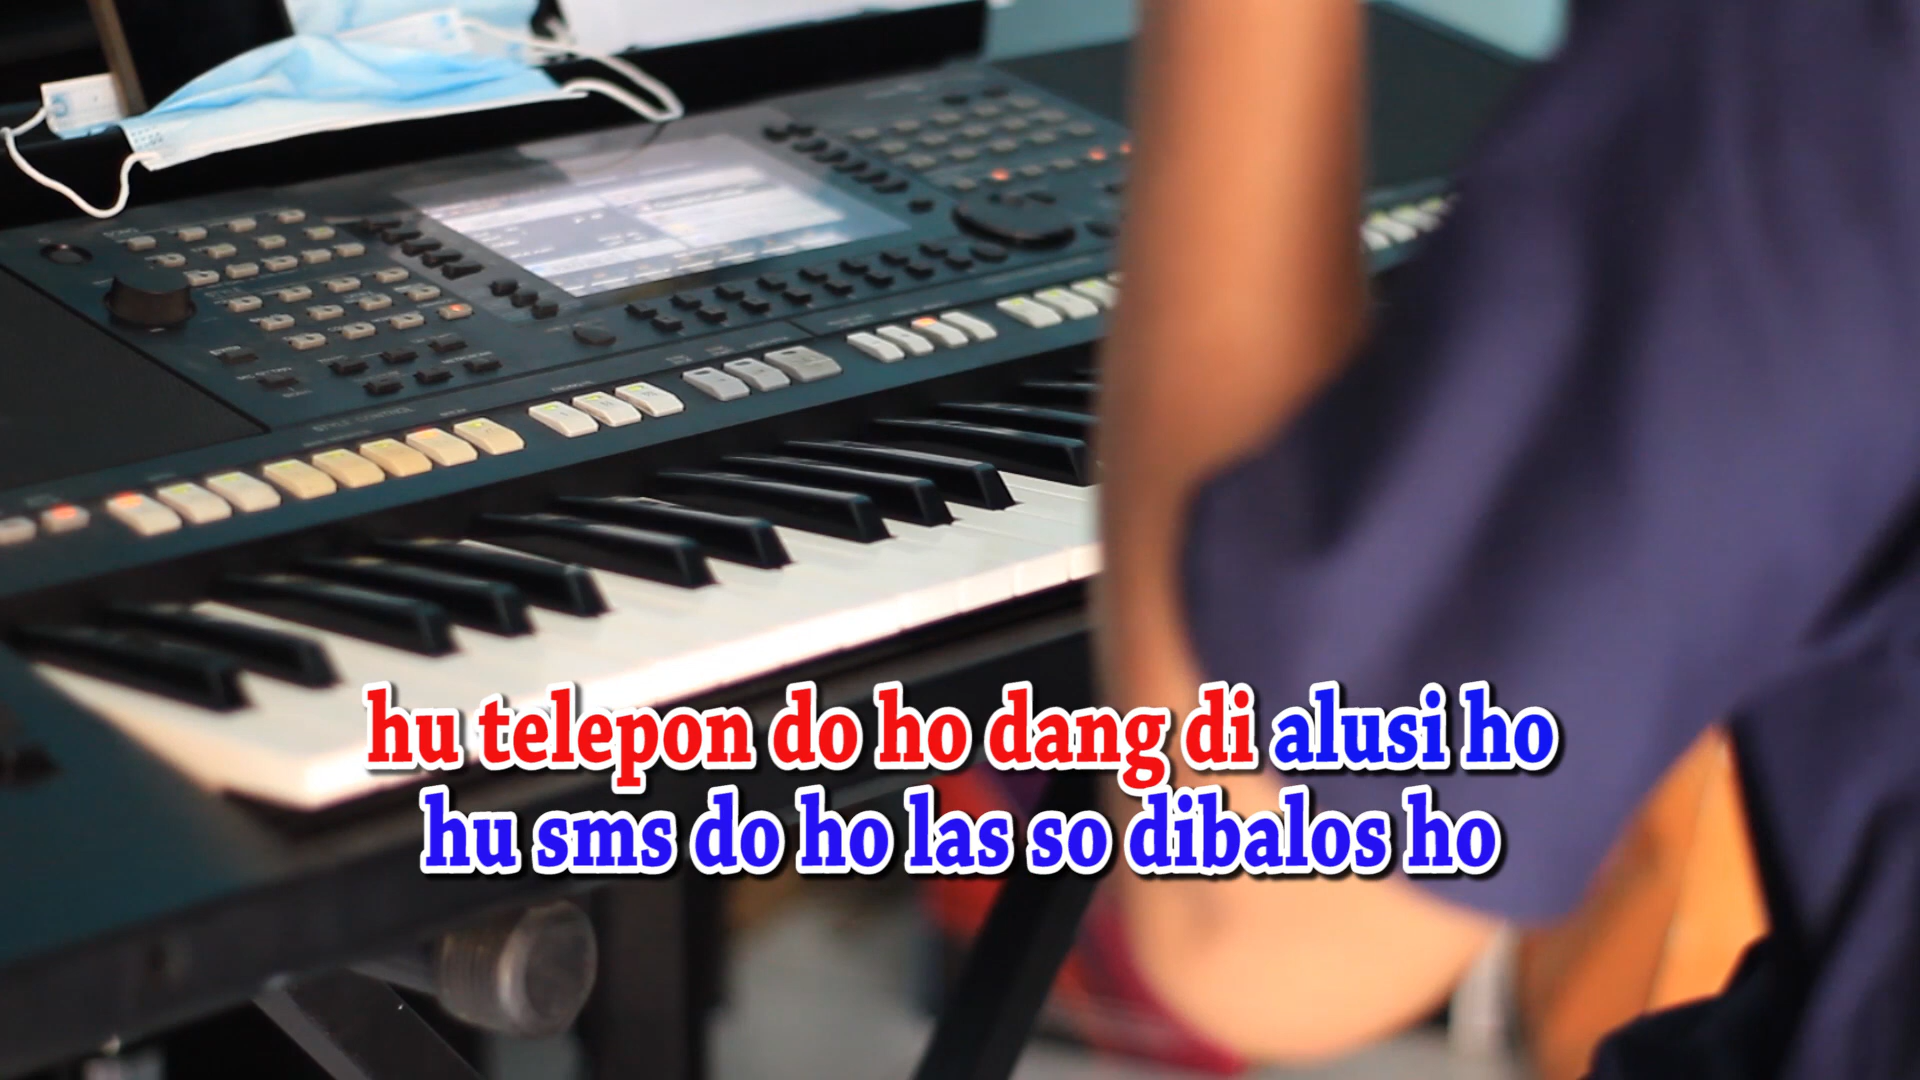 hu telepon do ho dang di alusi ho
hu sms do ho las so dibalos ho